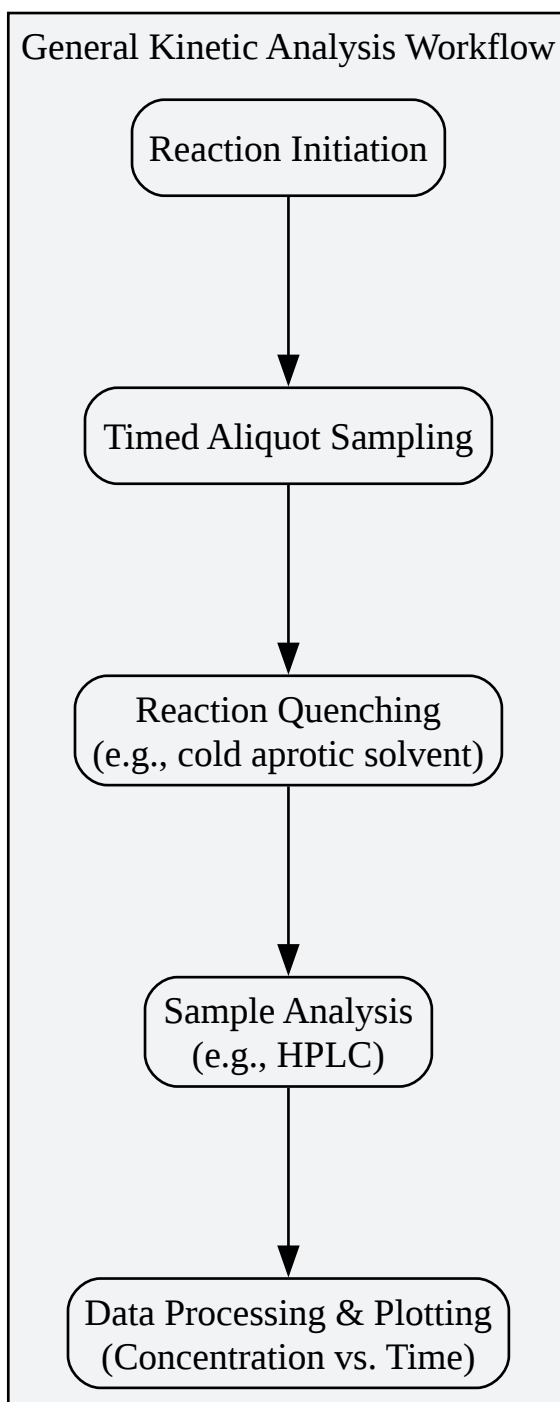 General Kinetic Analysis Workflow
Reaction Initiation
Timed Aliquot Sampling
Reaction Quenching
(e.g., cold aprotic solvent)
Sample Analysis
(e.g., HPLC)
Data Processing & Plotting
(Concentration vs. Time)